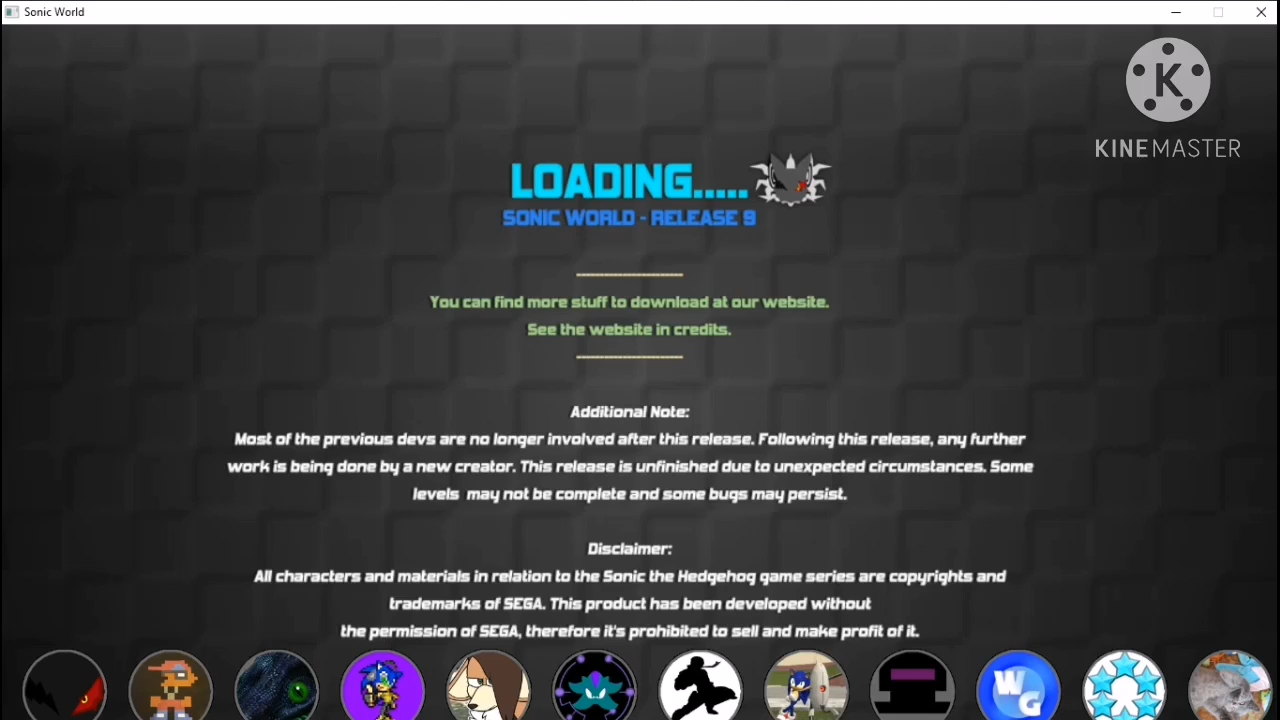 Sonic World
K
KINEMASTER
LOADING.....
SONIC WORLD - RELEASE 9
--------------------
You can find more stuff to download at our website.
See the website in credits.
--------------------
Additional Note:
Most of the previous devs are no longer involved after this release. Following this release, any further
work is being done by a new creator. This release is unfinished due to unexpected circumstances. Some
levels may not be complete and some bugs may persist.
Disclaimer:
All characters and materials in relation to the Sonic the Hedgehog game series are copyrights and
trademarks of SEGA. This product has been developed without
the permission of SEGA, therefore it's prohibited to sell and make profit of it.
WG